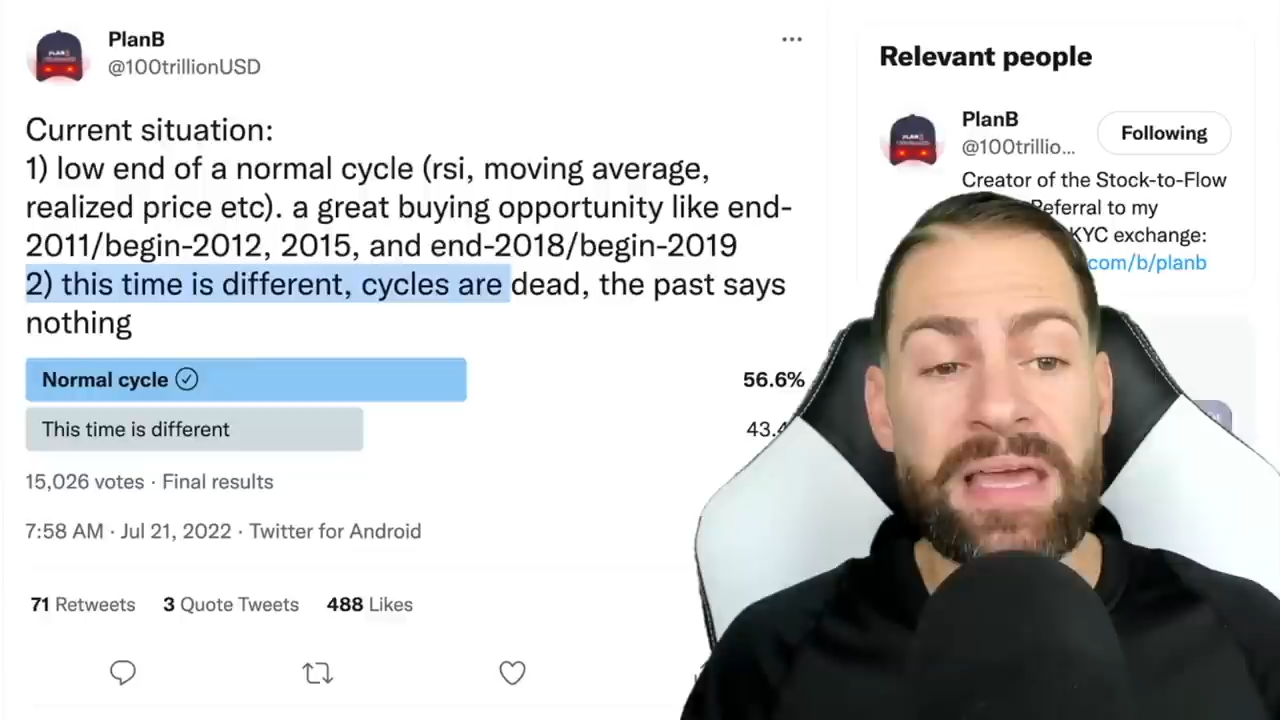 PlanB
@100trillionUSD
Current situation:
1) low end of a normal cycle (rsi, moving average,
realized price etc). a great buying opportunity like end-
2011/begin-2012, 2015, and end-2018/begin-2019
2) this time is different, cycles are dead, the past says
nothing
Normal cycle
56.6%
This time is different
43.4
15,026 votes · Final results
7:58 AM · Jul 21, 2022 · Twitter for Android
71 Retweets 3 Quote Tweets 488 Likes
Relevant people
PlanB
@100trillio...
Following
Creator of the Stock-to-Flow
Referral to my
KYC exchange:
com/b/planb